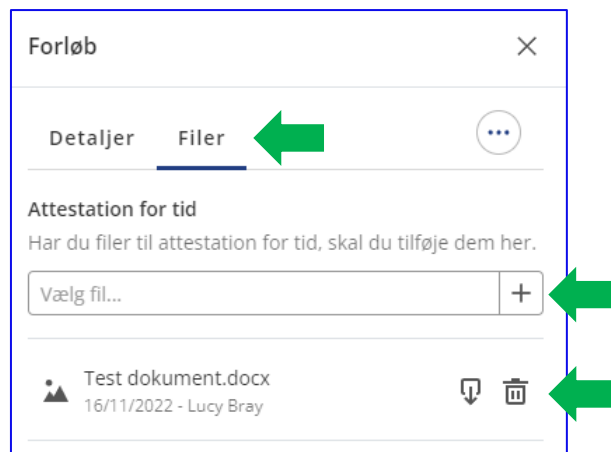 Forløb
Detaljer Filer
Attestation for tid
Har du filer til attestation for tid, skal du tilføje dem her.
Vælg fil...
Test dokument.docx
16/11/2022 - Lucy Bray